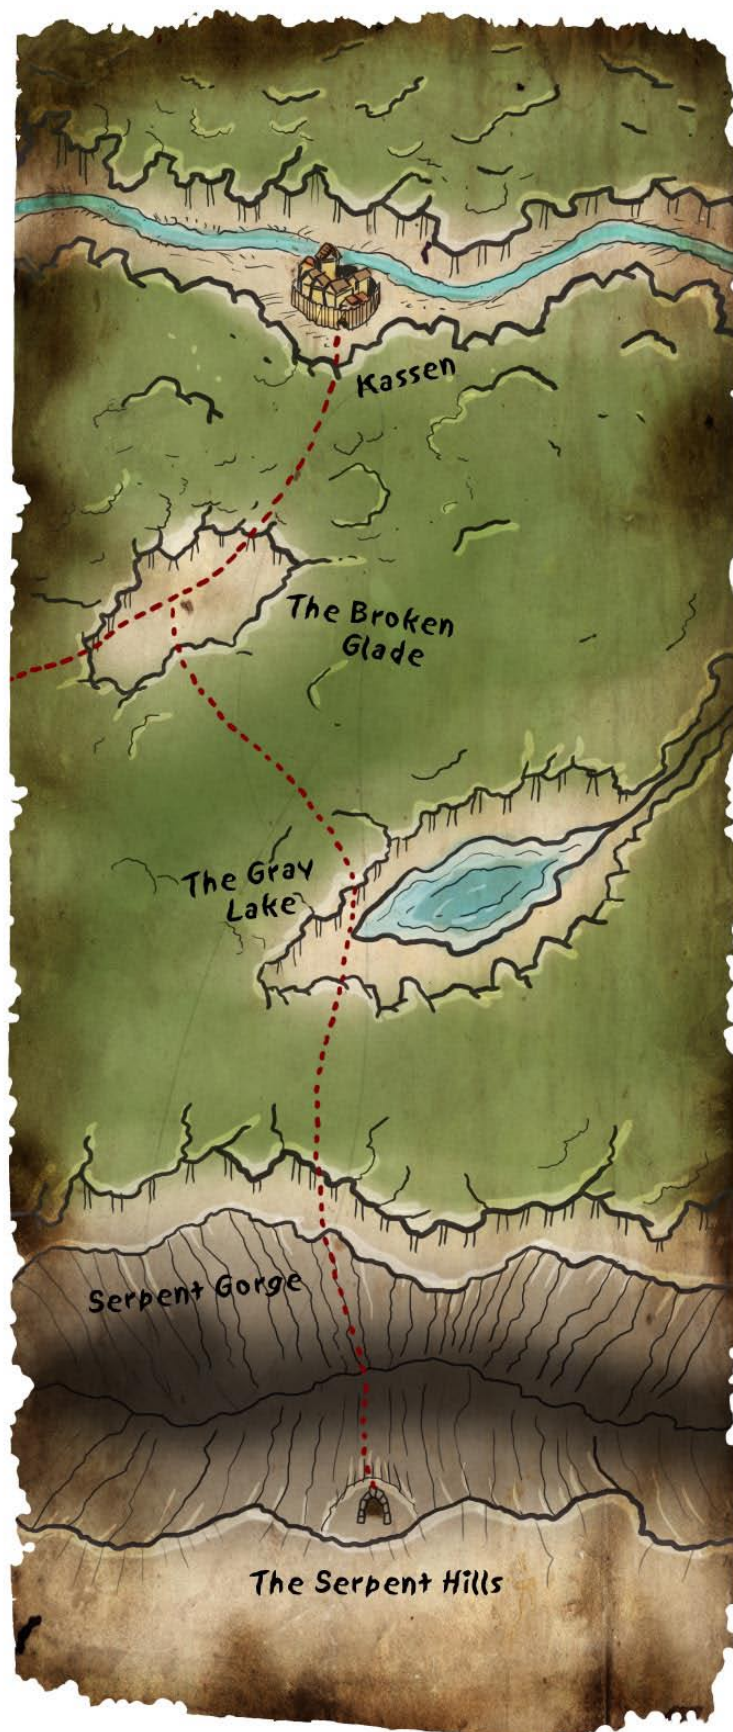 Kassen
The Broken
Glade
The Gray
Lake
Serpent Gorge
The Serpent Hills